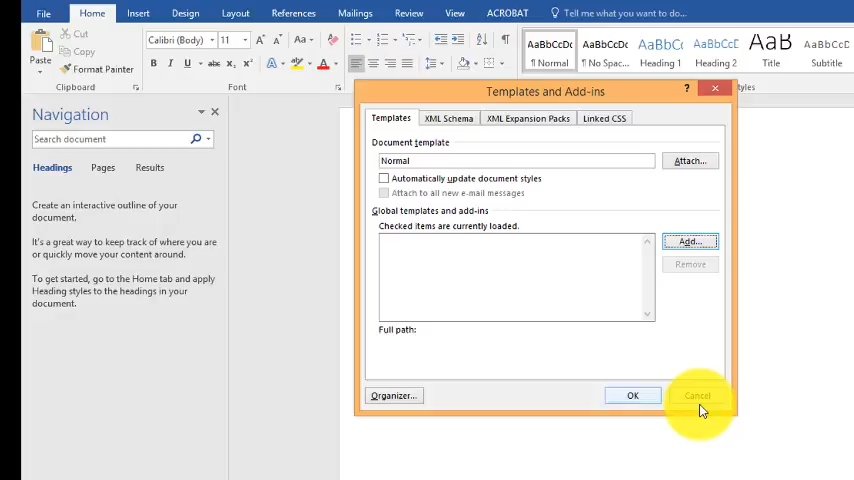 File Home Insert Design Layout References Mailings Review View ACROBAT Tell me what you want to do...
Cut
Copy
Paste
Format Painter
Clipboard
Calibri (Body) 11
Font
AaBbCcDc AaBbCcDc AaBbCc AaBbCc AaB AaBbCcD
¶ Normal ¶ No Spac... Heading 1 Heading 2 Title Subtitle
yles
Navigation
Search document
Headings Pages Results
Create an interactive outline of your
document.
It's a great way to keep track of where you are
or quickly move your content around.
To get started, go to the Home tab and apply
Heading styles to the headings in your
document.
Templates and Add-ins
Templates XML Schema XML Expansion Packs Linked CSS
Document template
Normal
Attach...
Automatically update document styles
Attach to all new e-mail messages
Global templates and add-ins
Checked items are currently loaded.
Add...
Remove
Full path:
Organizer...
OK
Cancel